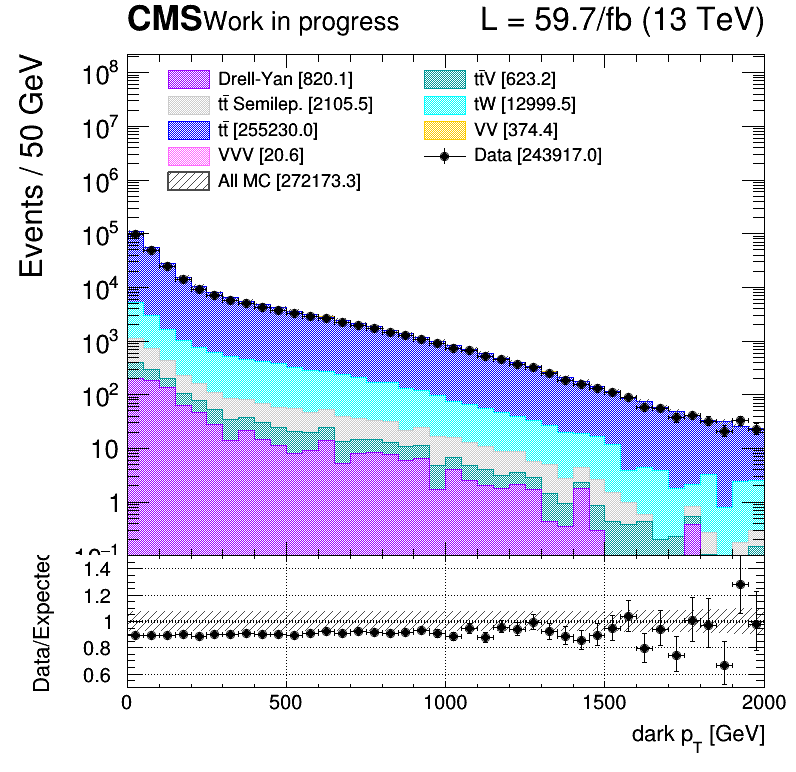 CMS Work in progress L = 59.7/fb (13 TeV)
Events / 50 GeV
Drell-Yan [820.1] tt̄V [623.2]
tt̄ Semilep. [2105.5] tW [12999.5]
tt̄ [255230.0] VV [374.4]
VVV [20.6] Data [243917.0]
All MC [272173.3]
10⁸
10⁷
10⁶
10⁵
10⁴
10³
10²
10
1
10⁻¹
Data/Expected
1.4
1.2
1
0.8
0.6
0 500 1000 1500 2000
dark p_T [GeV]